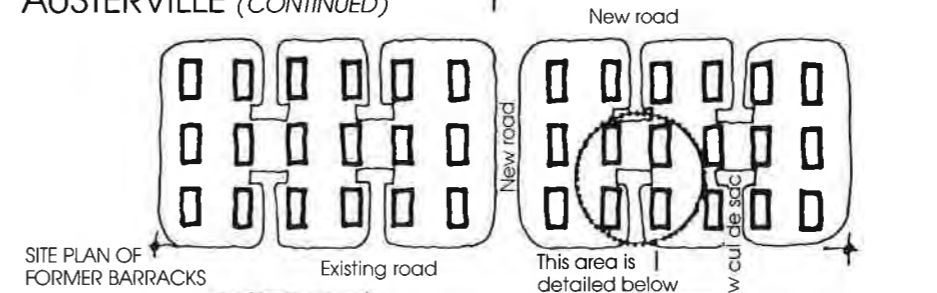 AUSTERVILLE (CONTINUED)
New road
New road
SITE PLAN OF
FORMER BARRACKS
Existing road
This area is
detailed below
w cul de sac